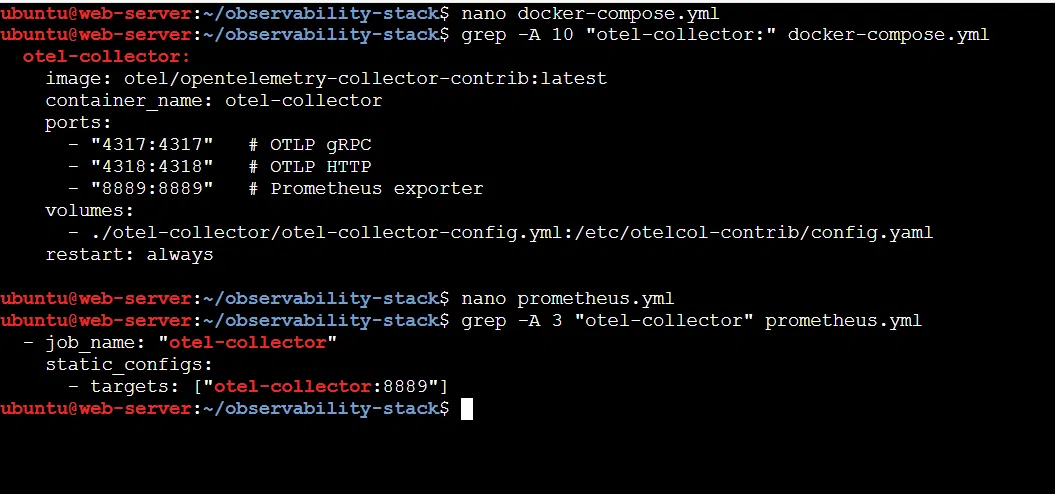 ubuntu@web-server:~/observability-stack$ nano docker-compose.yml
ubuntu@web-server:~/observability-stack$ grep -A 10 "otel-collector:" docker-compose.yml
  otel-collector:
    image: otel/opentelemetry-collector-contrib:latest
    container_name: otel-collector
    ports:
      - "4317:4317"   # OTLP gRPC
      - "4318:4318"   # OTLP HTTP
      - "8889:8889"   # Prometheus exporter
    volumes:
      - ./otel-collector/otel-collector-config.yml:/etc/otelcol-contrib/config.yaml
    restart: always

ubuntu@web-server:~/observability-stack$ nano prometheus.yml
ubuntu@web-server:~/observability-stack$ grep -A 3 "otel-collector" prometheus.yml
  - job_name: "otel-collector"
    static_configs:
      - targets: ["otel-collector:8889"]
ubuntu@web-server:~/observability-stack$